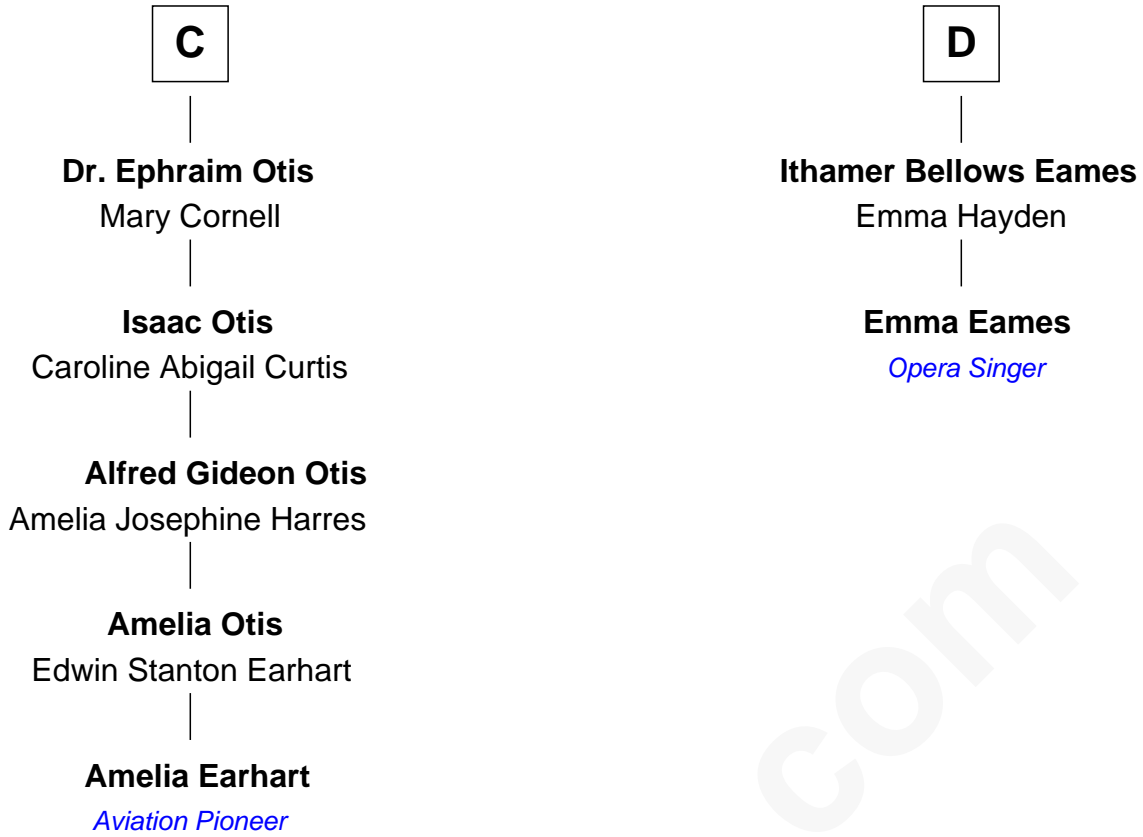 C
Dr. Ephraim Otis
Mary Cornell
Isaac Otis
Caroline Abigail Curtis
Alfred Gideon Otis
Amelia Josephine Harres
Amelia Otis
Edwin Stanton Earhart
Amelia Earhart
Aviation Pioneer
D
Ithamer Bellows Eames
Emma Hayden
Emma Eames
Opera Singer
com